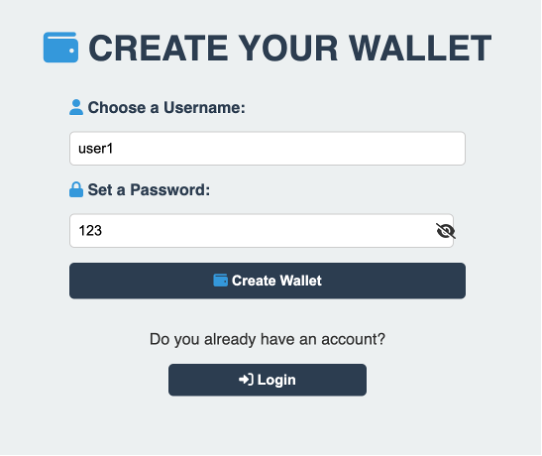 CREATE YOUR WALLET
Choose a Username:
user1
Set a Password:
123
Create Wallet
Do you already have an account?
Login